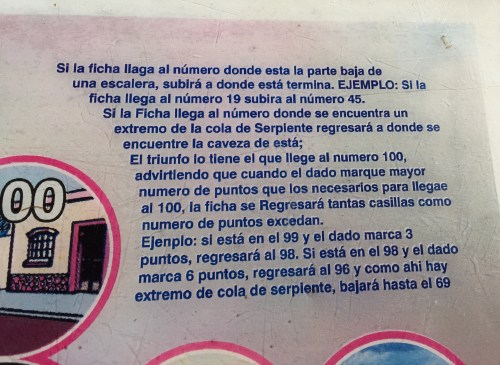 Si la ficha llaga al número donde esta la parte baja de
una escalera, subirá a donde está termina. EJEMPLO: Si la
ficha llega al número 19 subira al número 45.
Si la Ficha llega al número donde se encuentra un
extremo de la cola de Serpiente regresará a donde se
encuentre la caveza de está;
El triunfo lo tiene el que llege al numero 100,
advirtiendo que cuando el dado marque mayor
numero de puntos que los necesarios para llegae
al 100, la ficha se Regresará tantas casillas como
numero de puntos excedan.
Ejenplo: si está en el 99 y el dado marca 3
puntos, regresará al 98. Si está en el 98 y el dado
marca 6 puntos, regresará al 96 y como ahi hay
extremo de cola de serpiente, bajará hasta el 69
00